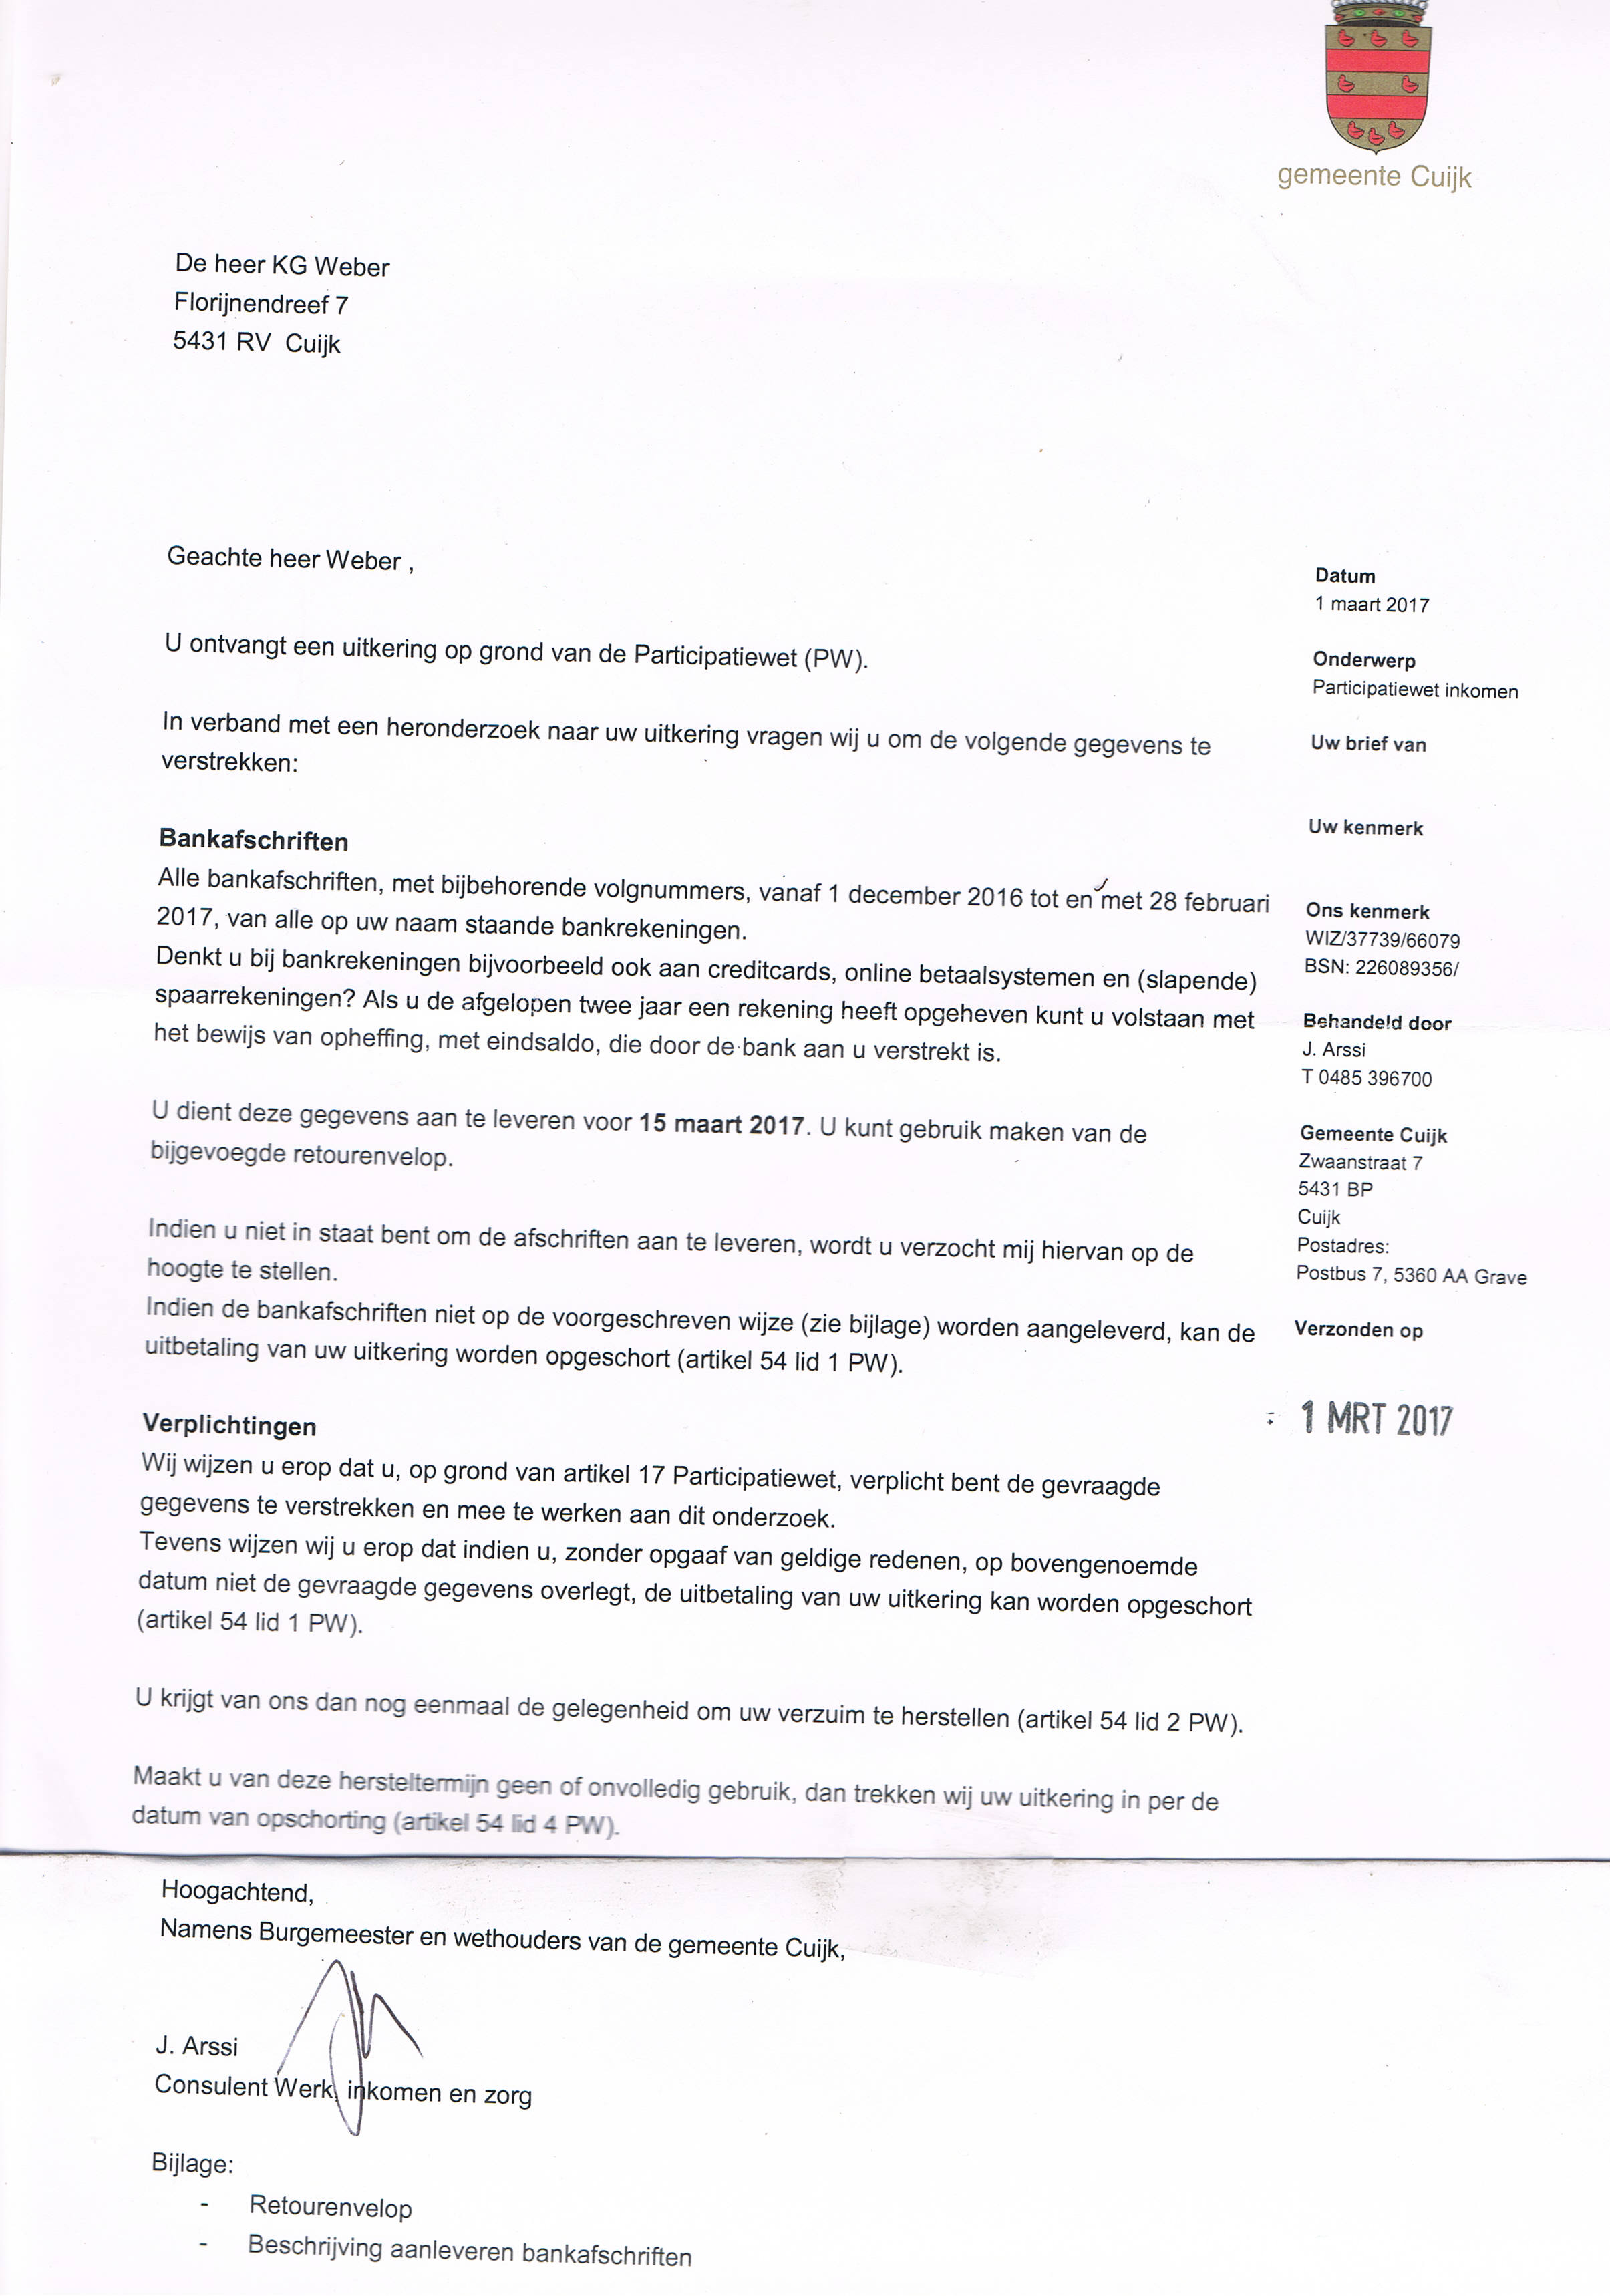 gemeente Cuijk
De heer KG Weber
Florijnendreef 7
5431 RV Cuijk
Geachte heer Weber ,
U ontvangt een uitkering op grond van de Participatiewet (PW).
In verband met een heronderzoek naar uw uitkering vragen wij u om de volgende gegevens te
verstrekken:
Bankafschriften
Alle bankafschriften, met bijbehorende volgnummers, vanaf 1 december 2016 tot en met 28 februari
2017, van alle op uw naam staande bankrekeningen.
Denkt u bij bankrekeningen bijvoorbeeld ook aan creditcards, online betaalsystemen en (slapende)
spaarrekeningen? Als u de afgelopen twee jaar een rekening heeft opgeheven kunt u volstaan met
het bewijs van opheffing, met eindsaldo, die door de bank aan u verstrekt is.
U dient deze gegevens aan te leveren voor 15 maart 2017. U kunt gebruik maken van de
bijgevoegde retourenvelop.
Indien u niet in staat bent om de afschriften aan te leveren, wordt u verzocht mij hiervan op de
hoogte te stellen.
Indien de bankafschriften niet op de voorgeschreven wijze (zie bijlage) worden aangeleverd, kan de
uitbetaling van uw uitkering worden opgeschort (artikel 54 lid 1 PW).
Verplichtingen
Wij wijzen u erop dat u, op grond van artikel 17 Participatiewet, verplicht bent de gevraagde
gegevens te verstrekken en mee te werken aan dit onderzoek.
Tevens wijzen wij u erop dat indien u, zonder opgaaf van geldige redenen, op bovengenoemde
datum niet de gevraagde gegevens overlegt, de uitbetaling van uw uitkering kan worden opgeschort
(artikel 54 lid 1 PW).
U krijgt van ons dan nog eenmaal de gelegenheid om uw verzuim te herstellen (artikel 54 lid 2 PW).
Maakt u van deze hersteltermijn geen of onvolledig gebruik, dan trekken wij uw uitkering in per de
datum van opschorting (artikel 54 lid 4 PW).
Hoogachtend,
Namens Burgemeester en wethouders van de gemeente Cuijk,
J. Arssi
Consulent Werk, inkomen en zorg
Bijlage:
- Retourenvelop
- Beschrijving aanleveren bankafschriften
Datum
1 maart 2017
Onderwerp
Participatiewet inkomen
Uw brief van
Uw kenmerk
Ons kenmerk
WIZ/37739/66079
BSN: 226089356/
Behandeld door
J. Arssi
T 0485 396700
Gemeente Cuijk
Zwaanstraat 7
5431 BP
Cuijk
Postadres:
Postbus 7, 5360 AA Grave
Verzonden op
1 MRT 2017